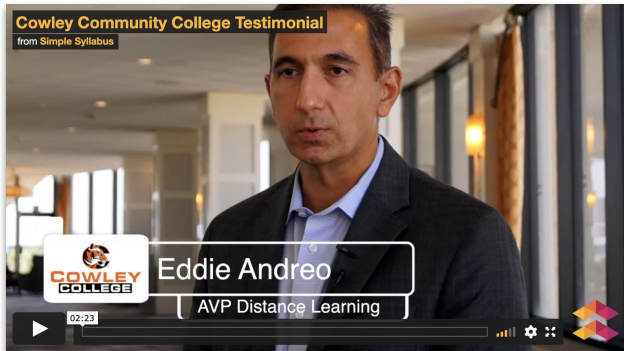 Cowley Community College Testimonial
from Simple Syllabus
COWLEY
COLLEGE
Eddie Andreo
AVP Distance Learning
02:23